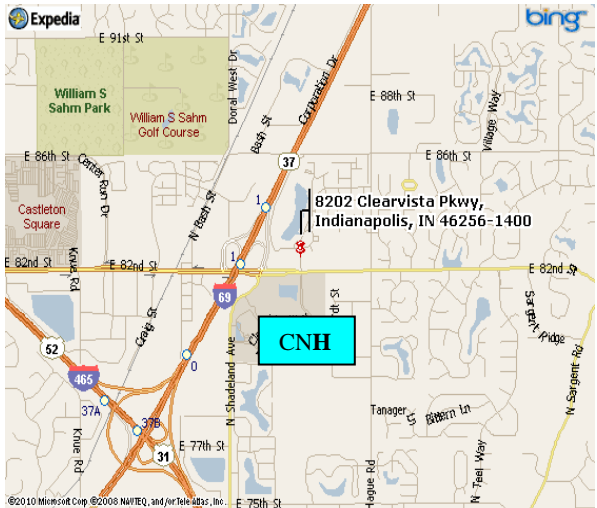 Expedia
bing
E 91st St
William S
Sahm Park
William S Sahm
Golf Course
Doral West Dr
Bash St
Corporation Dr
E 88th St
Village Way
37
E 86th St
E 86th St
Center Run Dr
N Bash St
1
8202 Clearvista Pkwy,
Indianapolis, IN 46256-1400
Castleton
Square
Knue Rd
1
E 82nd St
E 82nd St
E 82nd St
69
Craig St
dt St
Sargent Ridge
52
CNH
N Shadeland Ave
0
465
N Sargent Rd
37A
37B
Tanager Ln
Bittern Ln
Knue Rd
31
E 77th St
Hague Rd
N Teel Way
E 75th St
©2010 Microsoft Corp ©2008 NAVTEQ, and/or Tele Atlas, Inc.